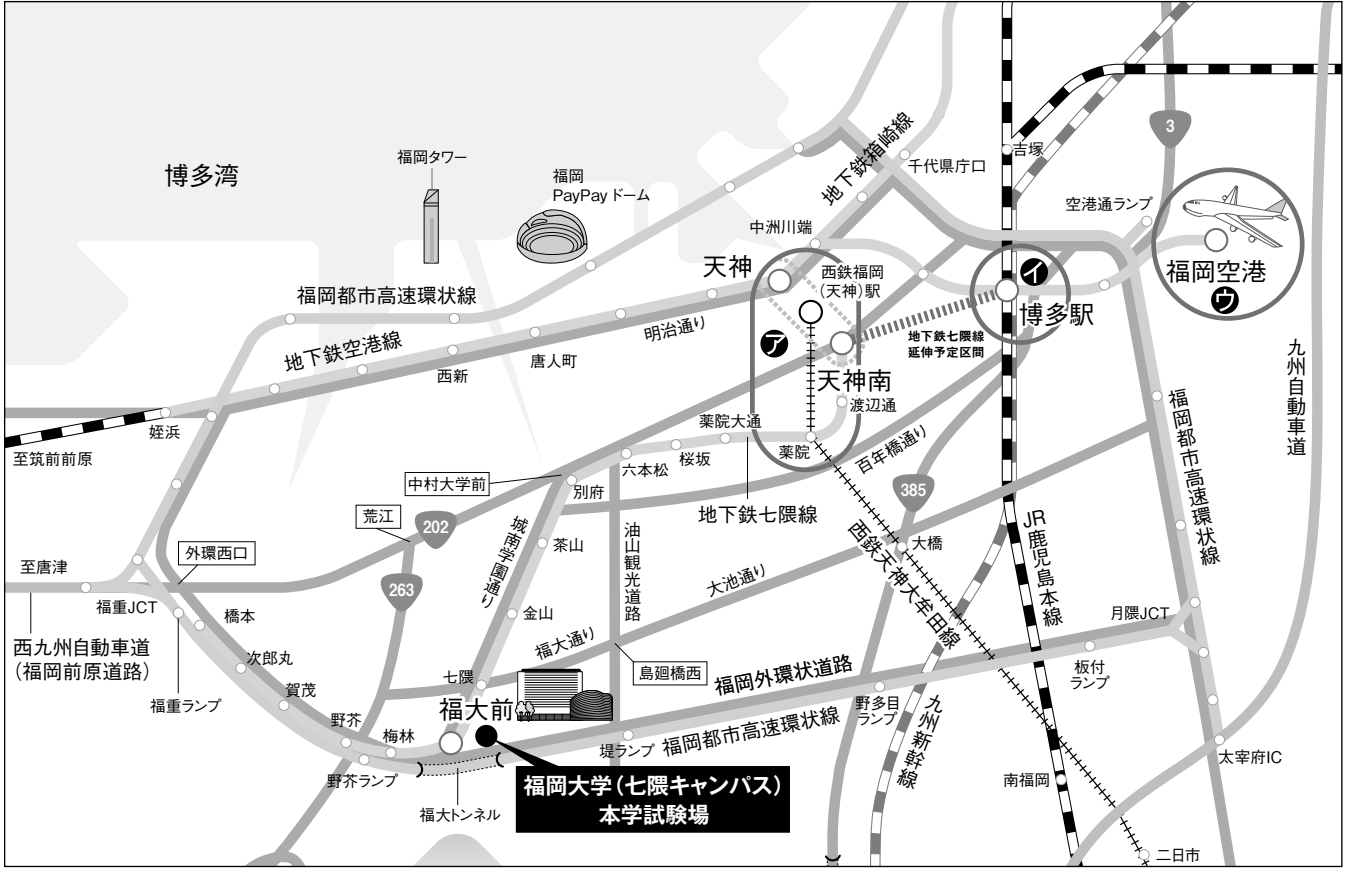 博多湾
福岡タワー
福岡
PayPay ドーム
地下鉄箱崎線
千代県庁口
吉塚
3
空港通ランプ
中洲川端
天神
西鉄福岡
(天神)駅
イ
福岡空港
ウ
博多駅
福岡都市高速環状線
地下鉄空港線
明治通り
唐人町
西新
ア
地下鉄七隈線
延伸予定区間
天神南
渡辺通
九州自動車道
姪浜
至筑前前原
薬院大通
薬院
桜坂
六本松
百年橋通り
福岡都市高速環状線
中村大学前
別府
385
地下鉄七隈線
荒江
202
城南学園通り
油山観光道路
西鉄天神大牟田線
大橋
JR鹿児島本線
外環西口
茶山
至唐津
263
大池通り
福重JCT
橋本
金山
月隈JCT
西九州自動車道
(福岡前原道路)
福大通り
島廻橋西
福岡外環状道路
次郎丸
七隈
板付
ランプ
賀茂
福重ランプ
福大前
野多目
ランプ
九州新幹線
野芥
梅林
堤ランプ
福岡都市高速環状線
太宰府IC
野芥ランプ
福岡大学(七隈キャンパス)
本学試験場
南福岡
福大トンネル
二日市